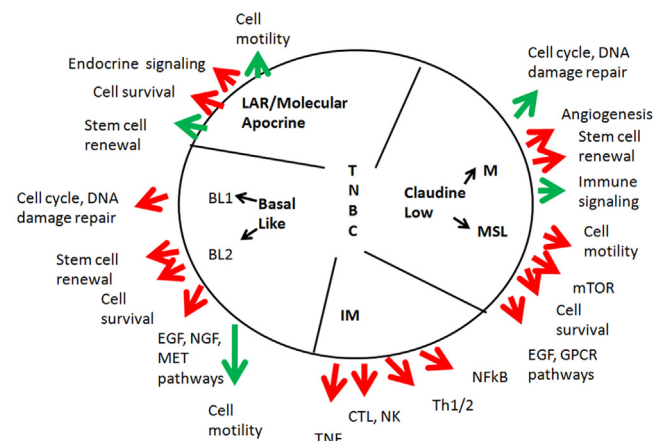 Cell
motility
Endocrine signaling
Cell survival
Stem cell
renewal
LAR/Molecular
Apocrine
Cell cycle, DNA
damage repair
Angiogenesis
Stem cell
renewal
Immune
signaling
Cell
motility
mTOR
Cell
survival
EGF, GPCR
pathways
T
N
B
C
Claudine
Low
M
MSL
BL1
Basal
Like
BL2
Cell cycle, DNA
damage repair
Stem cell
renewal
Cell
survival
EGF, NGF,
MET
pathways
Cell
motility
IM
NFkB
Th1/2
CTL, NK
TNF